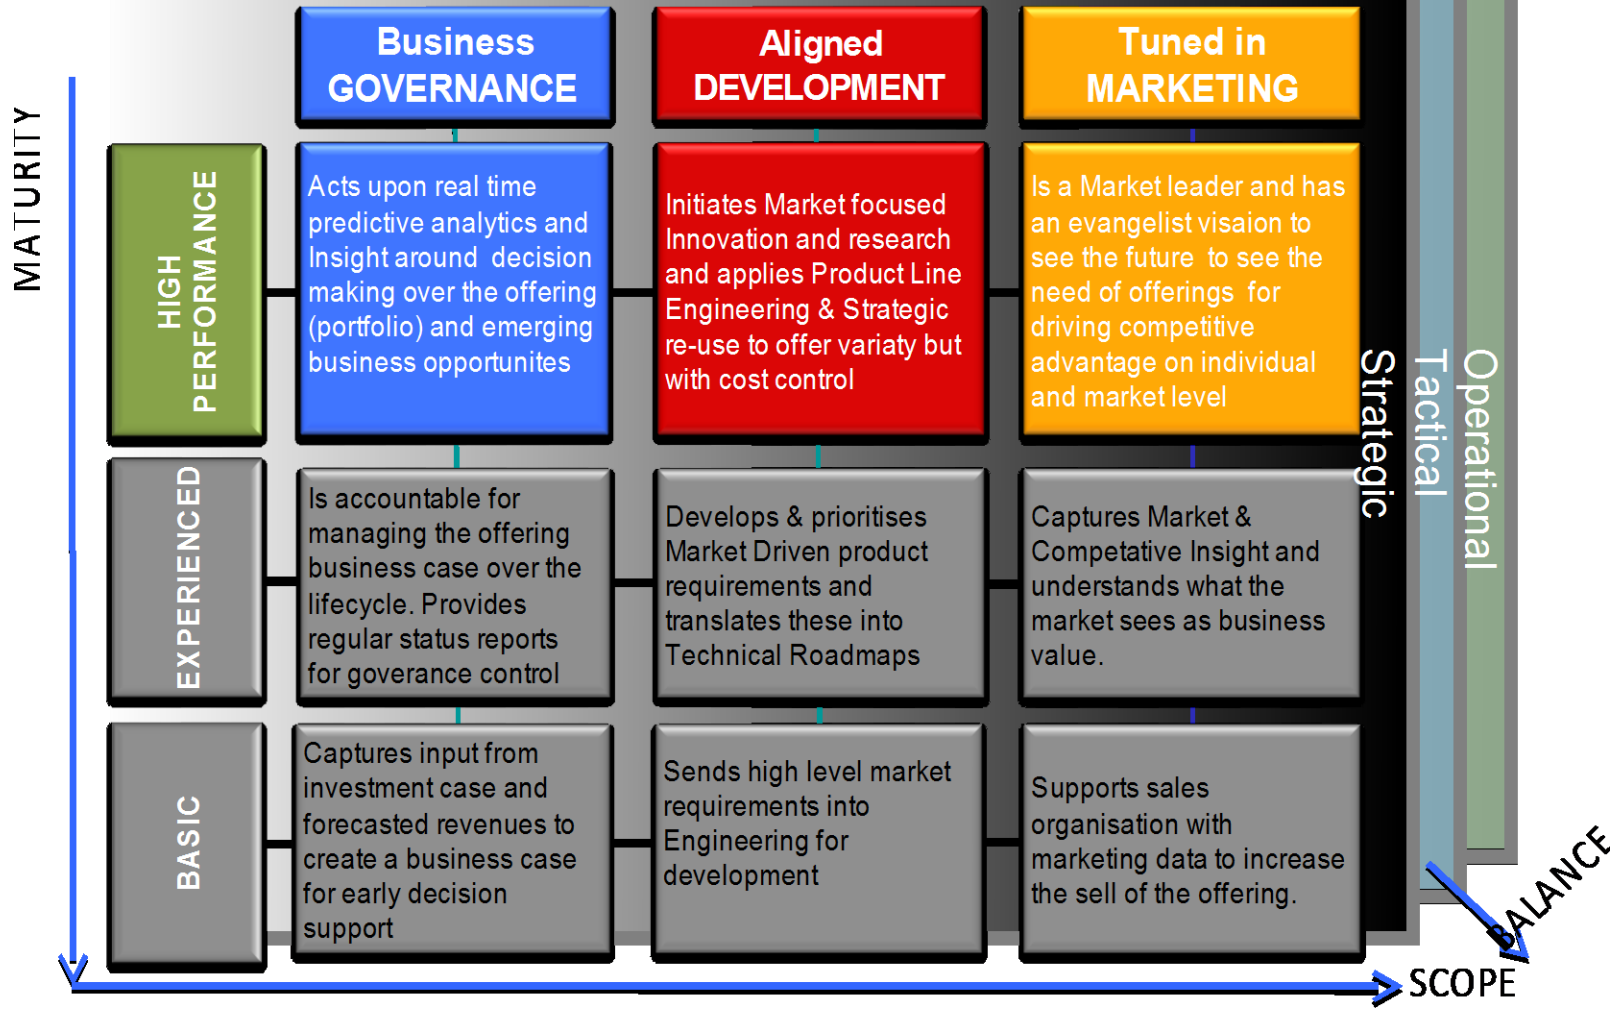 Business
GOVERNANCE
Aligned
DEVELOPMENT
Tuned in
MARKETING
MATURITY
HIGH
PERFORMANCE
Acts upon real time
predictive analytics and
Insight around decision
making over the offering
(portfolio) and emerging
business opportunites
Initiates Market focused
Innovation and research
and applies Product Line
Engineering & Strategic
re-use to offer variaty but
with cost control
Is a Market leader and has
an evangelist visaion to
see the future to see the
need of offerings for
driving competitive
advantage on individual
and market level
EXPERIENCED
Is accountable for
managing the offering
business case over the
lifecycle. Provides
regular status reports
for goverance control
Develops & prioritises
Market Driven product
requirements and
translates these into
Technical Roadmaps
Captures Market &
Competative Insight and
understands what the
market sees as business
value.
BASIC
Captures input from
investment case and
forecasted revenues to
create a business case
for early decision
support
Sends high level market
requirements into
Engineering for
development
Supports sales
organisation with
marketing data to increase
the sell of the offering.
Strategic
Tactical
Operational
BALANCE
SCOPE